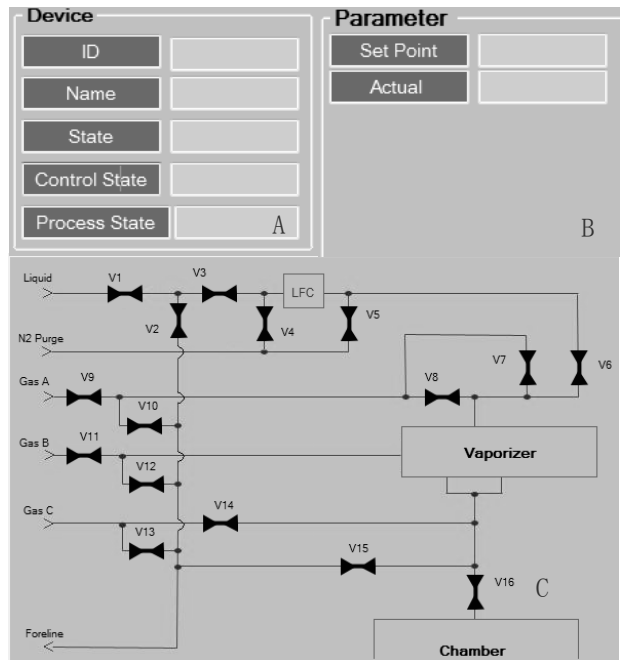 Device
ID
Name
State
Control State
Process State
A
Parameter
Set Point
Actual
B
Liquid
V1
V3
LFC
V2
V4
V5
N2 Purge
V7
V6
Gas A
V9
V8
V10
Gas B
V11
Vaporizer
V12
Gas C
V14
V13
V15
V16
C
Foreline
Chamber